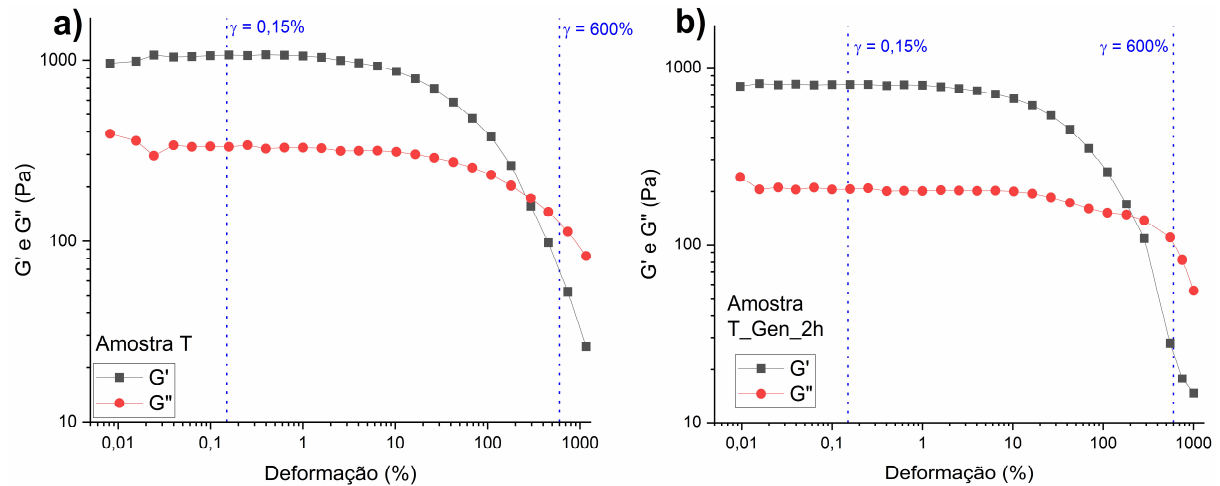 a)
γ = 0,15%
γ = 600%
1000
100
10
G' e G" (Pa)
Amostra T
G'
G"
0,01
0,1
1
10
100
1000
Deformação (%)
b)
γ = 0,15%
γ = 600%
1000
100
10
G' e G" (Pa)
Amostra
T_Gen_2h
G'
G"
0,01
0,1
1
10
100
1000
Deformação (%)